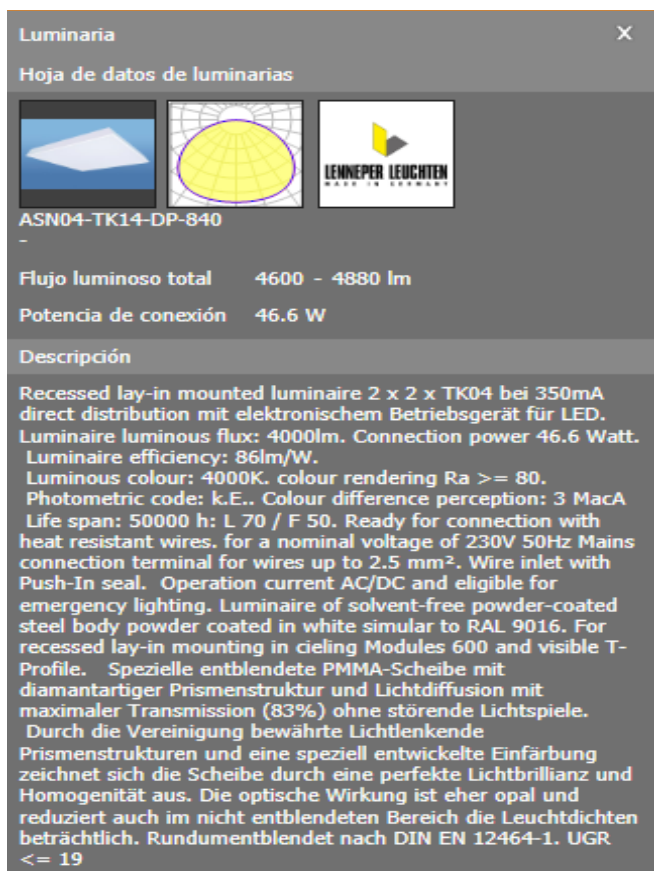 Luminaria
X
Hoja de datos de luminarias
LENNEPER LEUCHTEN
MADE IN GERMANY
ASN04-TK14-DP-840
-
Flujo luminoso total 4600 - 4880 lm
Potencia de conexión 46.6 W
Descripción
Recessed lay-in mounted luminaire 2 x 2 x TK04 bei 350mA
direct distribution mit elektronischem Betriebsgerät für LED.
Luminaire luminous flux: 4000lm. Connection power 46.6 Watt.
Luminaire efficiency: 86lm/W.
Luminous colour: 4000K. colour rendering Ra >= 80.
Photometric code: k.E.. Colour difference perception: 3 MacA
Life span: 50000 h: L 70 / F 50. Ready for connection with
heat resistant wires. for a nominal voltage of 230V 50Hz Mains
connection terminal for wires up to 2.5 mm². Wire inlet with
Push-In seal. Operation current AC/DC and eligible for
emergency lighting. Luminaire of solvent-free powder-coated
steel body powder coated in white simular to RAL 9016. For
recessed lay-in mounting in cieling Modules 600 and visible T-
Profile. Spezielle entblendete PMMA-Scheibe mit
diamantartiger Prismenstruktur und Lichtdiffusion mit
maximaler Transmission (83%) ohne störende Lichtspiele.
Durch die Vereinigung bewährte Lichtlenkende
Prismenstrukturen und eine speziell entwickelte Einfärbung
zeichnet sich die Scheibe durch eine perfekte Lichtbrillianz und
Homogenität aus. Die optische Wirkung ist eher opal und
reduziert auch im nicht entblendeten Bereich die Leuchtdichten
beträchtlich. Rundumentblendet nach DIN EN 12464-1. UGR
<= 19